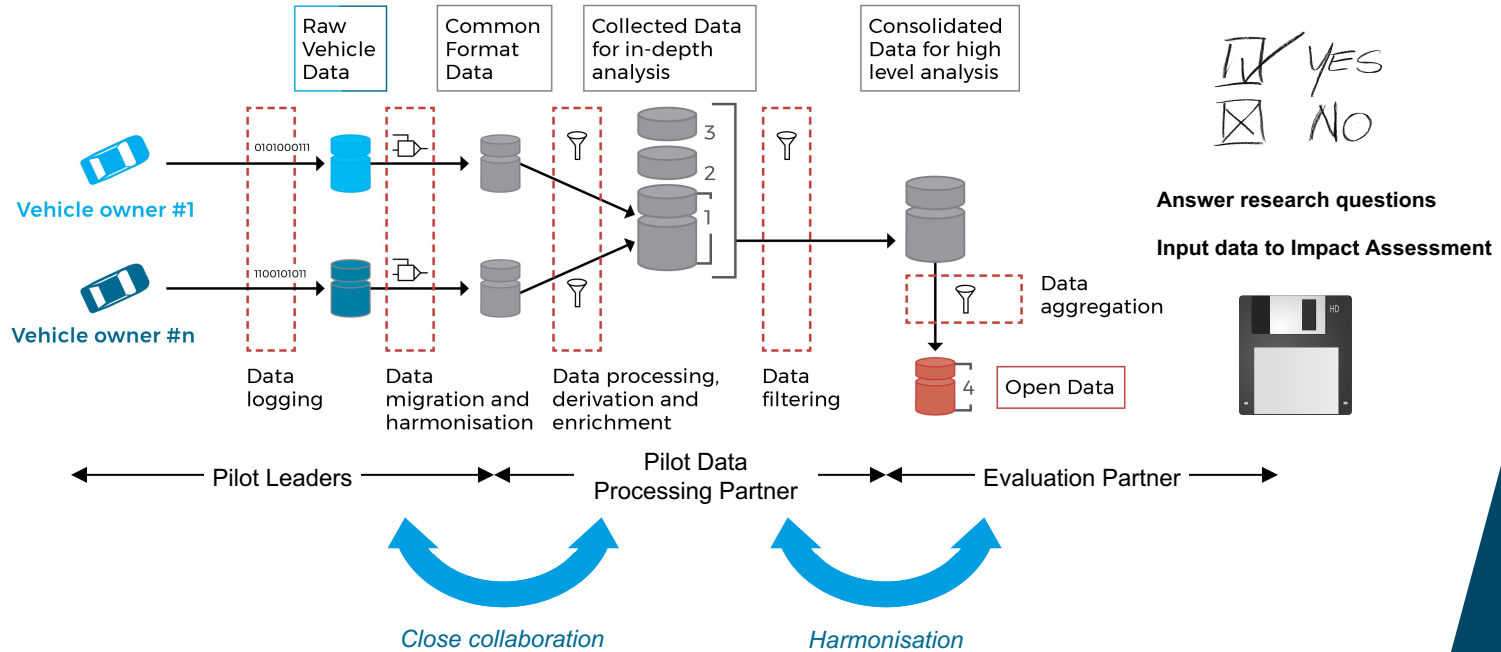 Raw
Vehicle
Data
Common
Format
Data
Collected Data
for in-depth
analysis
Consolidated
Data for high
level analysis
YES
NO
0101000111
3
2
1
Vehicle owner #1
Answer research questions
Input data to Impact Assessment
1100101011
Data
aggregation
HD
Vehicle owner #n
Data
logging
Data
migration and
harmonisation
Data processing,
derivation and
enrichment
Data
filtering
4
Open Data
Pilot Leaders
Pilot Data
Processing Partner
Evaluation Partner
Close collaboration
Harmonisation